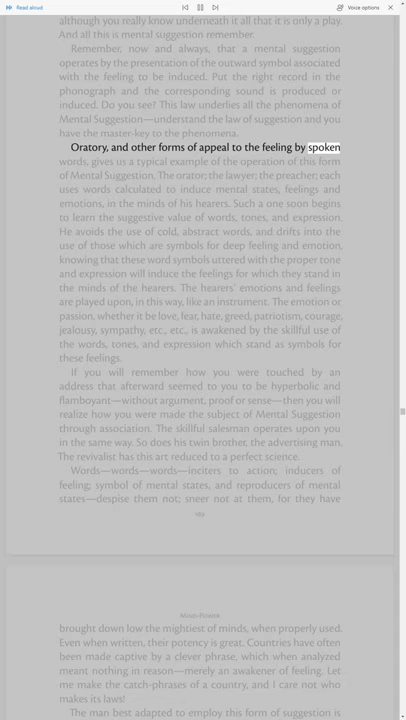 Read aloud
Voice options
although you really know underneath it all that it is only a play.
And all this is mental suggestion remember.
Remember, now and always, that a mental suggestion
operates by the presentation of the outward symbol associated
with the feeling to be induced. Put the right record in the
phonograph and the corresponding sound is produced or
induced. Do you see? This law underlies all the phenomena of
Mental Suggestion—understand the law of suggestion and you
have the master-key to the phenomena.
Oratory, and other forms of appeal to the feeling by spoken
words, gives us a typical example of the operation of this form
of Mental Suggestion. The orator; the lawyer; the preacher; each
uses words calculated to induce mental states, feelings and
emotions, in the minds of his hearers. Such a one soon begins
to learn the suggestive value of words, tones, and expression.
He avoids the use of cold, abstract words, and drifts into the
use of those which are symbols for deep feeling and emotion,
knowing that these word symbols uttered with the proper tone
and expression will induce the feelings for which they stand in
the minds of the hearers. The hearers' emotions and feelings
are played upon, in this way, like an instrument. The emotion or
passion, whether it be love, fear, hate, greed, patriotism, courage,
jealousy, sympathy, etc., etc., is awakened by the skillful use of
the words, tones, and expression which stand as symbols for
these feelings.
If you will remember how you were touched by an
address that afterward seemed to you to be hyperbolic and
flamboyant—without argument, proof or sense—then you will
realize how you were made the subject of Mental Suggestion
through association. The skillful salesman operates upon you
in the same way. So does his twin brother, the advertising man.
The revivalist has this art reduced to a perfect science.
Words—words—words—inciters to action; inducers of
feeling; symbol of mental states, and reproducers of mental
states—despise them not; sneer not at them, for they have
Mind-Power
brought down low the mightiest of minds, when properly used.
Even when written, their potency is great. Countries have often
been made captive by a clever phrase, which when analyzed
meant nothing in reason—merely an awakener of feeling. Let
me make the catch-phrases of a country, and I care not who
makes its laws!
The man best adapted to employ this form of suggestion is